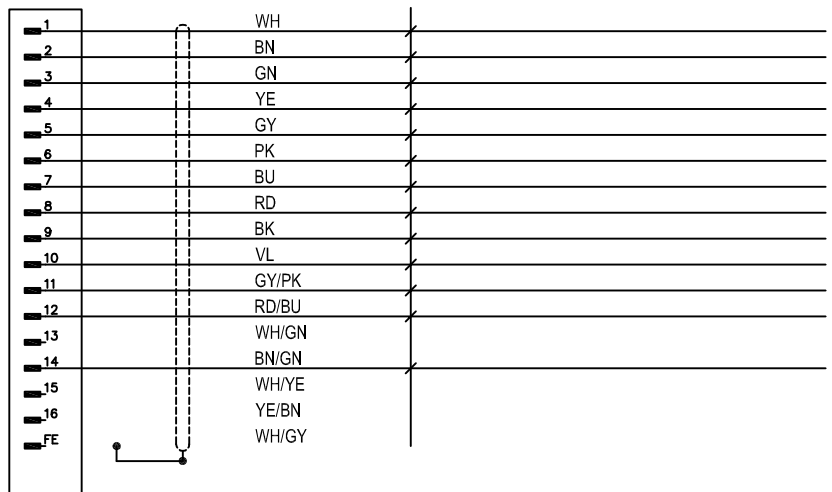 1 WH
2 BN
3 GN
4 YE
5 GY
6 PK
7 BU
8 RD
9 BK
10 VL
11 GY/PK
12 RD/BU
13 WH/GN
14 BN/GN
15 WH/YE
16 YE/BN
FE WH/GY